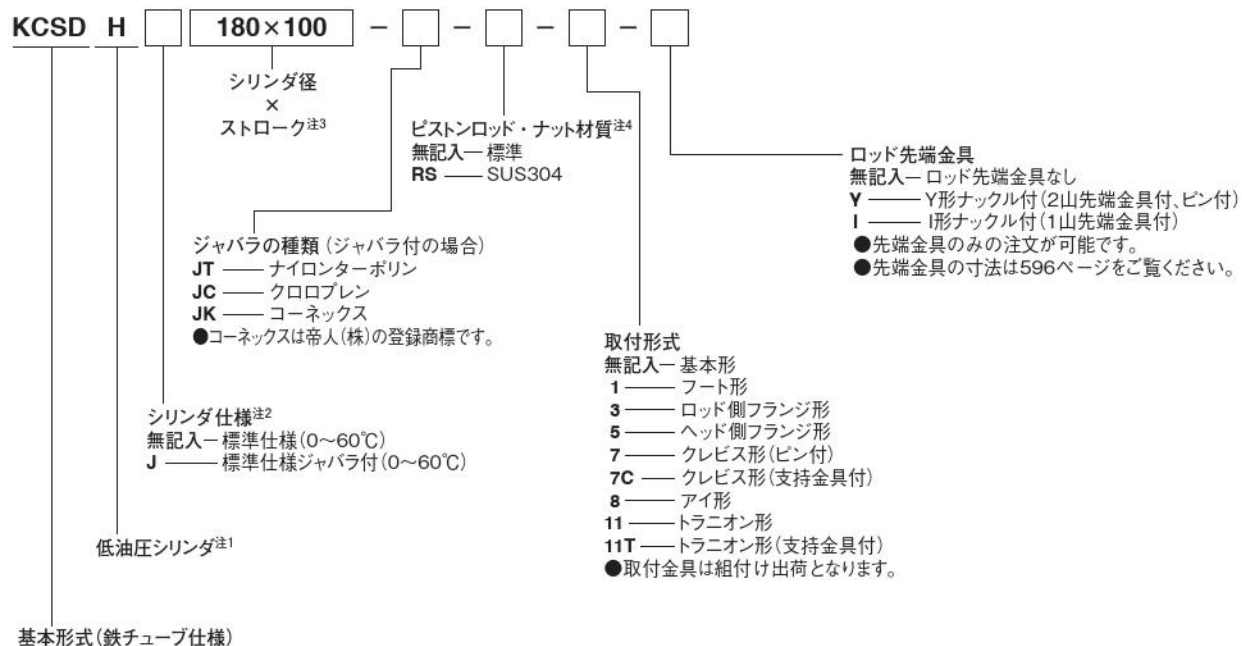 KCSD H □ 180×100 － □ － □ － □ － □
シリンダ径
×
ストローク注3
ピストンロッド・ナット材質注4
無記入─ 標準
RS ── SUS304
ロッド先端金具
無記入─ ロッド先端金具なし
Y ── Y形ナックル付(2山先端金具付、ピン付)
I ── I形ナックル付(1山先端金具付)
●先端金具のみの注文が可能です。
●先端金具の寸法は596ページをご覧ください。
ジャバラの種類(ジャバラ付の場合)
JT ── ナイロンターポリン
JC ── クロロプレン
JK ── コーネックス
●コーネックスは帝人(株)の登録商標です。
取付形式
無記入─ 基本形
1 ── フート形
3 ── ロッド側フランジ形
5 ── ヘッド側フランジ形
7 ── クレビス形(ピン付)
7C ── クレビス形(支持金具付)
8 ── アイ形
11 ── トラニオン形
11T ── トラニオン形(支持金具付)
●取付金具は組付け出荷となります。
シリンダ仕様注2
無記入─ 標準仕様(0～60℃)
J ── 標準仕様ジャバラ付(0～60℃)
低油圧シリンダ注1
基本形式(鉄チューブ仕様)